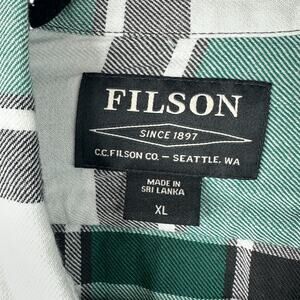 FILSON
SINCE 1897
C.C. FILSON CO. — SEATTLE, WA
MADE IN
SRI LANKA
XL